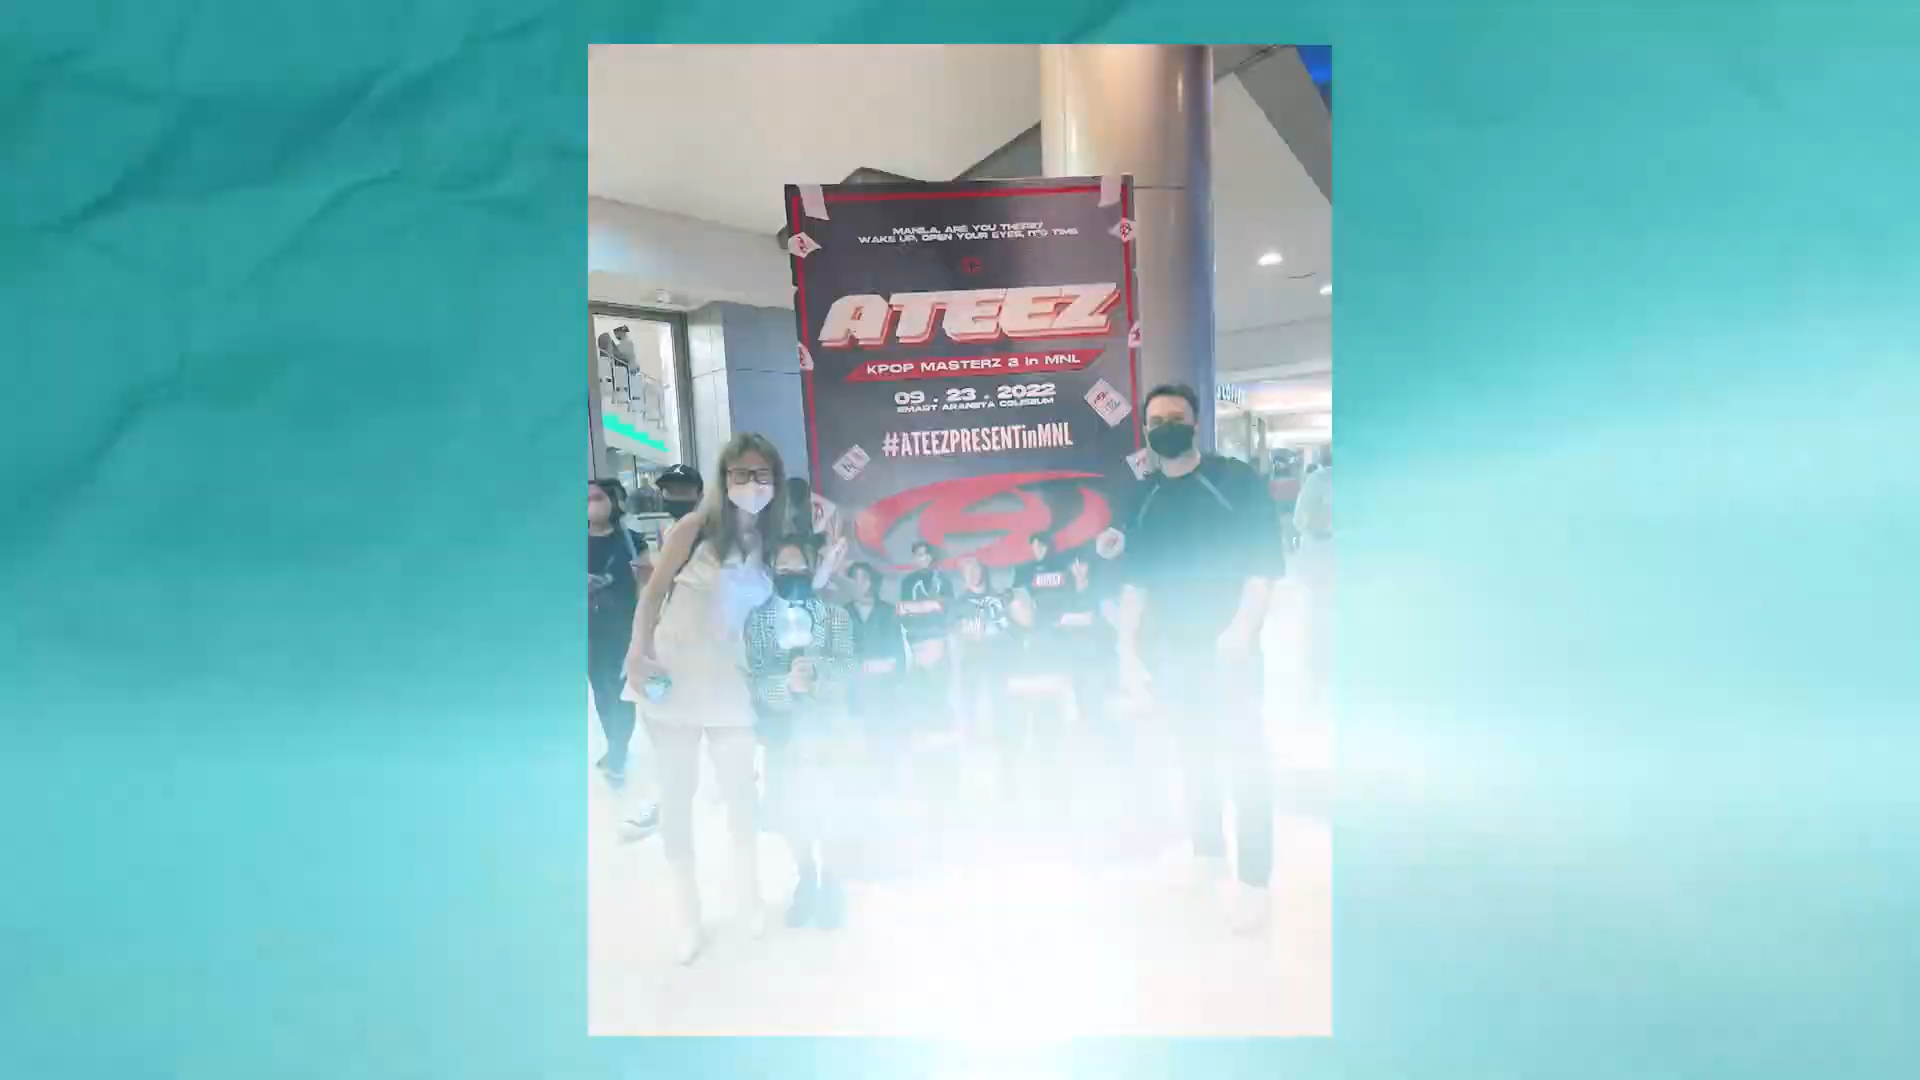 MANILA, ARE YOU THERE?
WAKE UP, OPEN YOUR EYES, IT'S TIME
ATEEZ
KPOP MASTERZ 3 in MNL
09 . 23 . 2022
SMART ARANETA COLISEUM
#ATEEZPRESENTinMNL